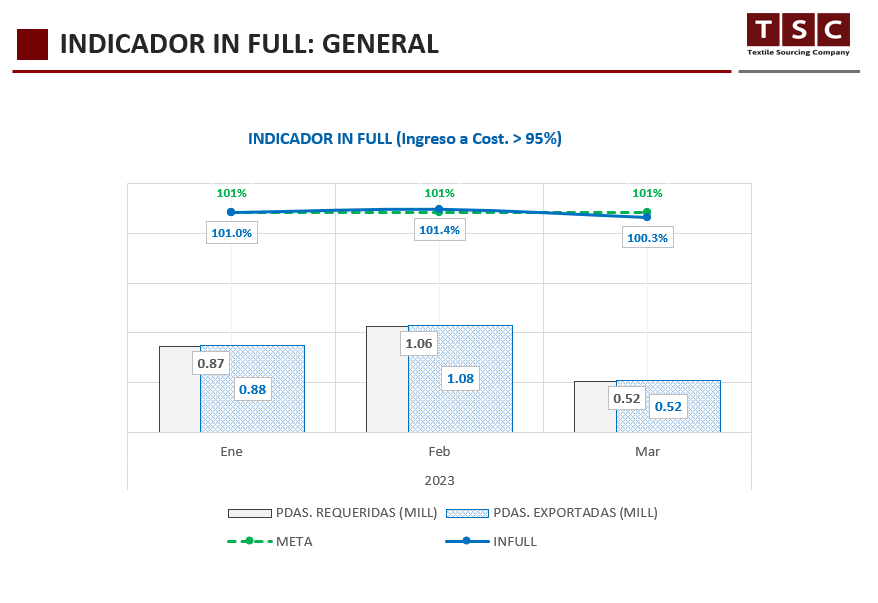 INDICADOR IN FULL: GENERAL
T S C
Textile Sourcing Company
INDICADOR IN FULL (Ingreso a Cost. > 95%)
101% 101% 101%
101.0% 101.4% 100.3%
0.87 1.06 0.52
0.88 1.08 0.52
Ene Feb Mar
2023
PDAS. REQUERIDAS (MILL) PDAS. EXPORTADAS (MILL)
META INFULL